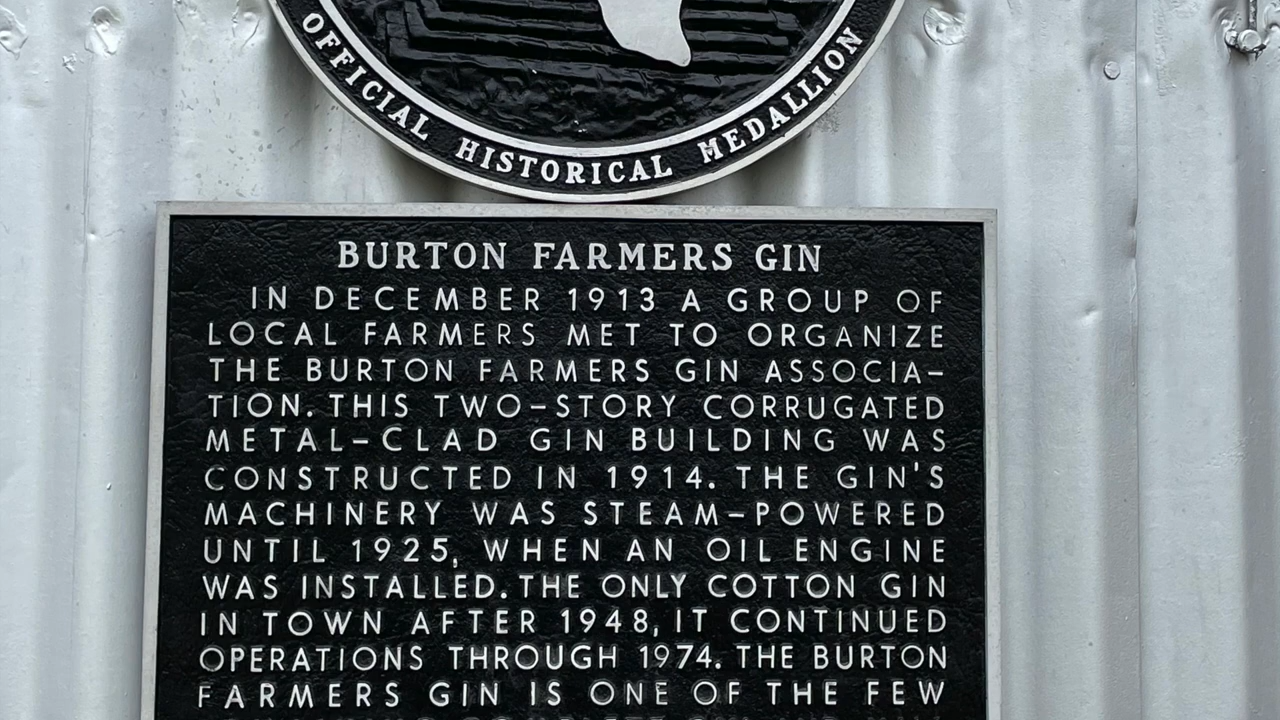 OFFICIAL HISTORICAL MEDALLION
BURTON FARMERS GIN
IN DECEMBER 1913 A GROUP OF
LOCAL FARMERS MET TO ORGANIZE
THE BURTON FARMERS GIN ASSOCIA-
TION. THIS TWO-STORY CORRUGATED
METAL-CLAD GIN BUILDING WAS
CONSTRUCTED IN 1914. THE GIN'S
MACHINERY WAS STEAM-POWERED
UNTIL 1925, WHEN AN OIL ENGINE
WAS INSTALLED. THE ONLY COTTON GIN
IN TOWN AFTER 1948, IT CONTINUED
OPERATIONS THROUGH 1974. THE BURTON
FARMERS GIN IS ONE OF THE FEW